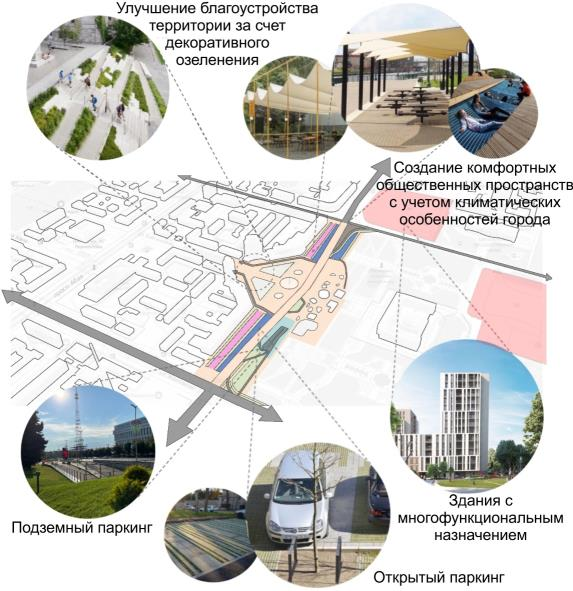 Улучшение благоустройства
территории за счет
декоративного
озеленения
Создание комфортных
общественных пространств
с учетом климатических
особенностей города
Подземный паркинг
Здания с
многофункциональным
назначением
Открытый паркинг